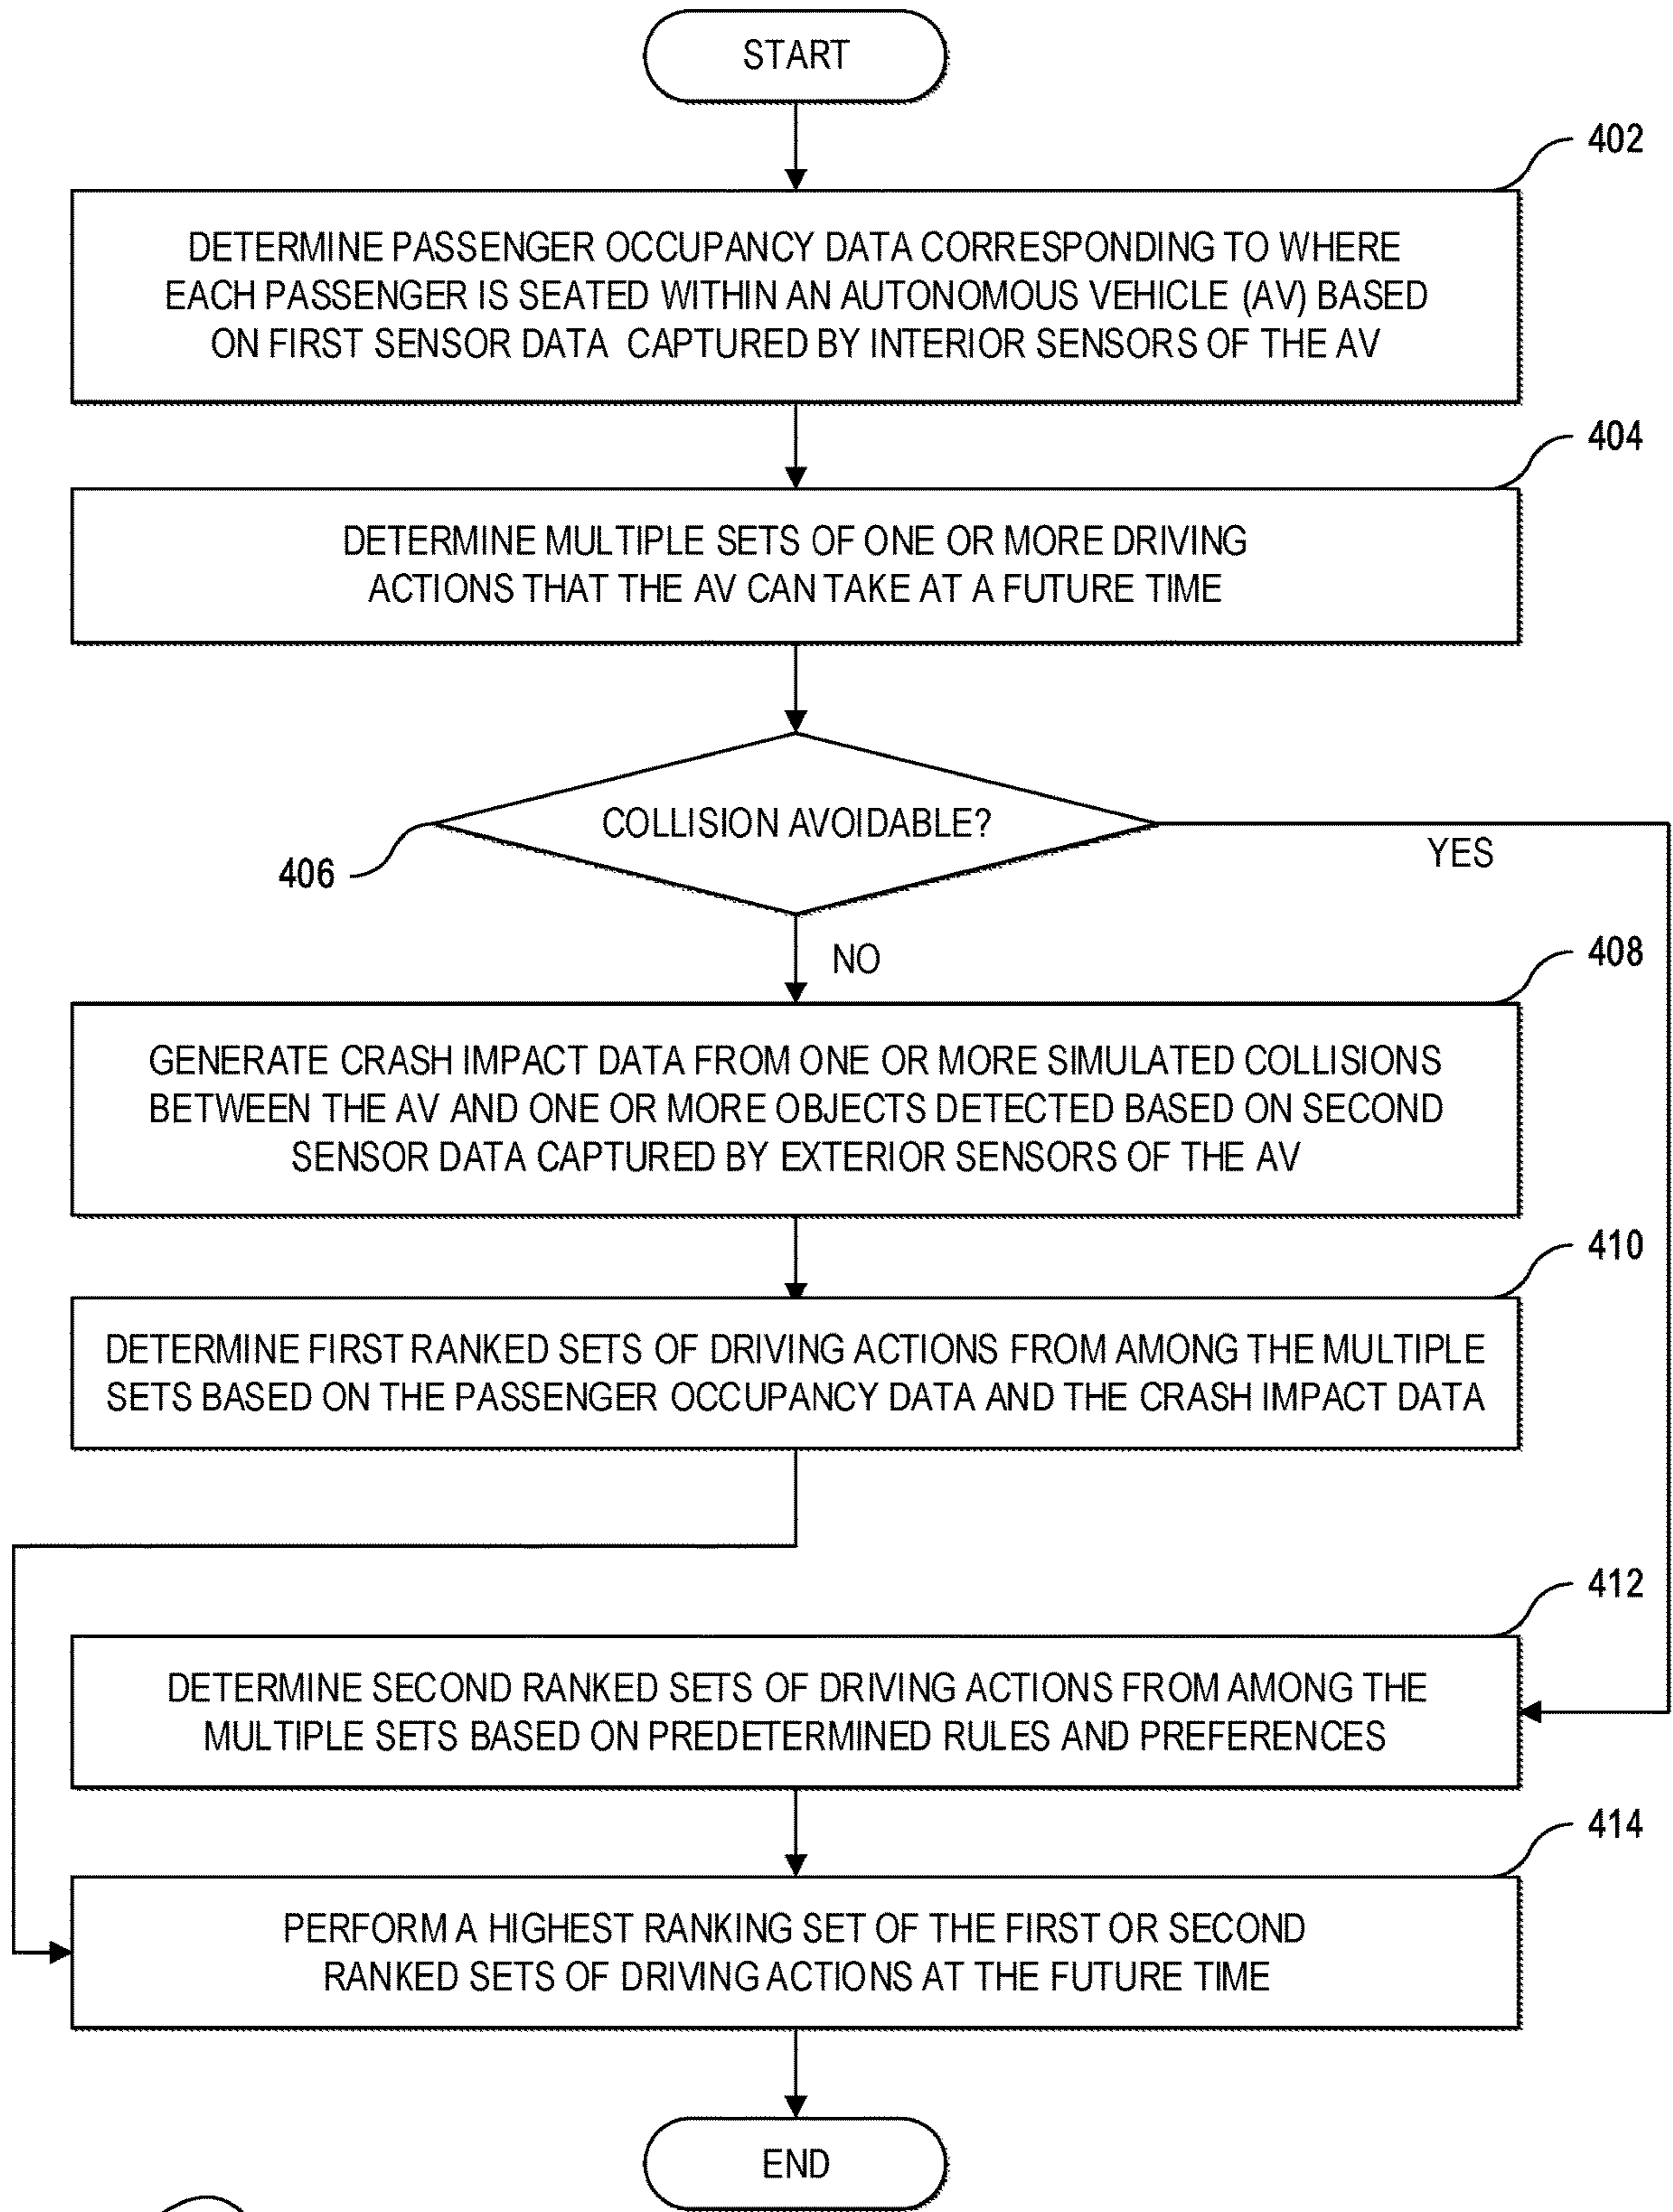 START
402
DETERMINE PASSENGER OCCUPANCY DATA CORRESPONDING TO WHERE
EACH PASSENGER IS SEATED WITHIN AN AUTONOMOUS VEHICLE (AV) BASED
ON FIRST SENSOR DATA CAPTURED BY INTERIOR SENSORS OF THE AV
404
DETERMINE MULTIPLE SETS OF ONE OR MORE DRIVING
ACTIONS THAT THE AV CAN TAKE AT A FUTURE TIME
COLLISION AVOIDABLE?
YES
406
NO
408
GENERATE CRASH IMPACT DATA FROM ONE OR MORE SIMULATED COLLISIONS
BETWEEN THE AV AND ONE OR MORE OBJECTS DETECTED BASED ON SECOND
SENSOR DATA CAPTURED BY EXTERIOR SENSORS OF THE AV
410
DETERMINE FIRST RANKED SETS OF DRIVING ACTIONS FROM AMONG THE MULTIPLE
SETS BASED ON THE PASSENGER OCCUPANCY DATA AND THE CRASH IMPACT DATA
412
DETERMINE SECOND RANKED SETS OF DRIVING ACTIONS FROM AMONG THE
MULTIPLE SETS BASED ON PREDETERMINED RULES AND PREFERENCES
414
PERFORM A HIGHEST RANKING SET OF THE FIRST OR SECOND
RANKED SETS OF DRIVING ACTIONS AT THE FUTURE TIME
END